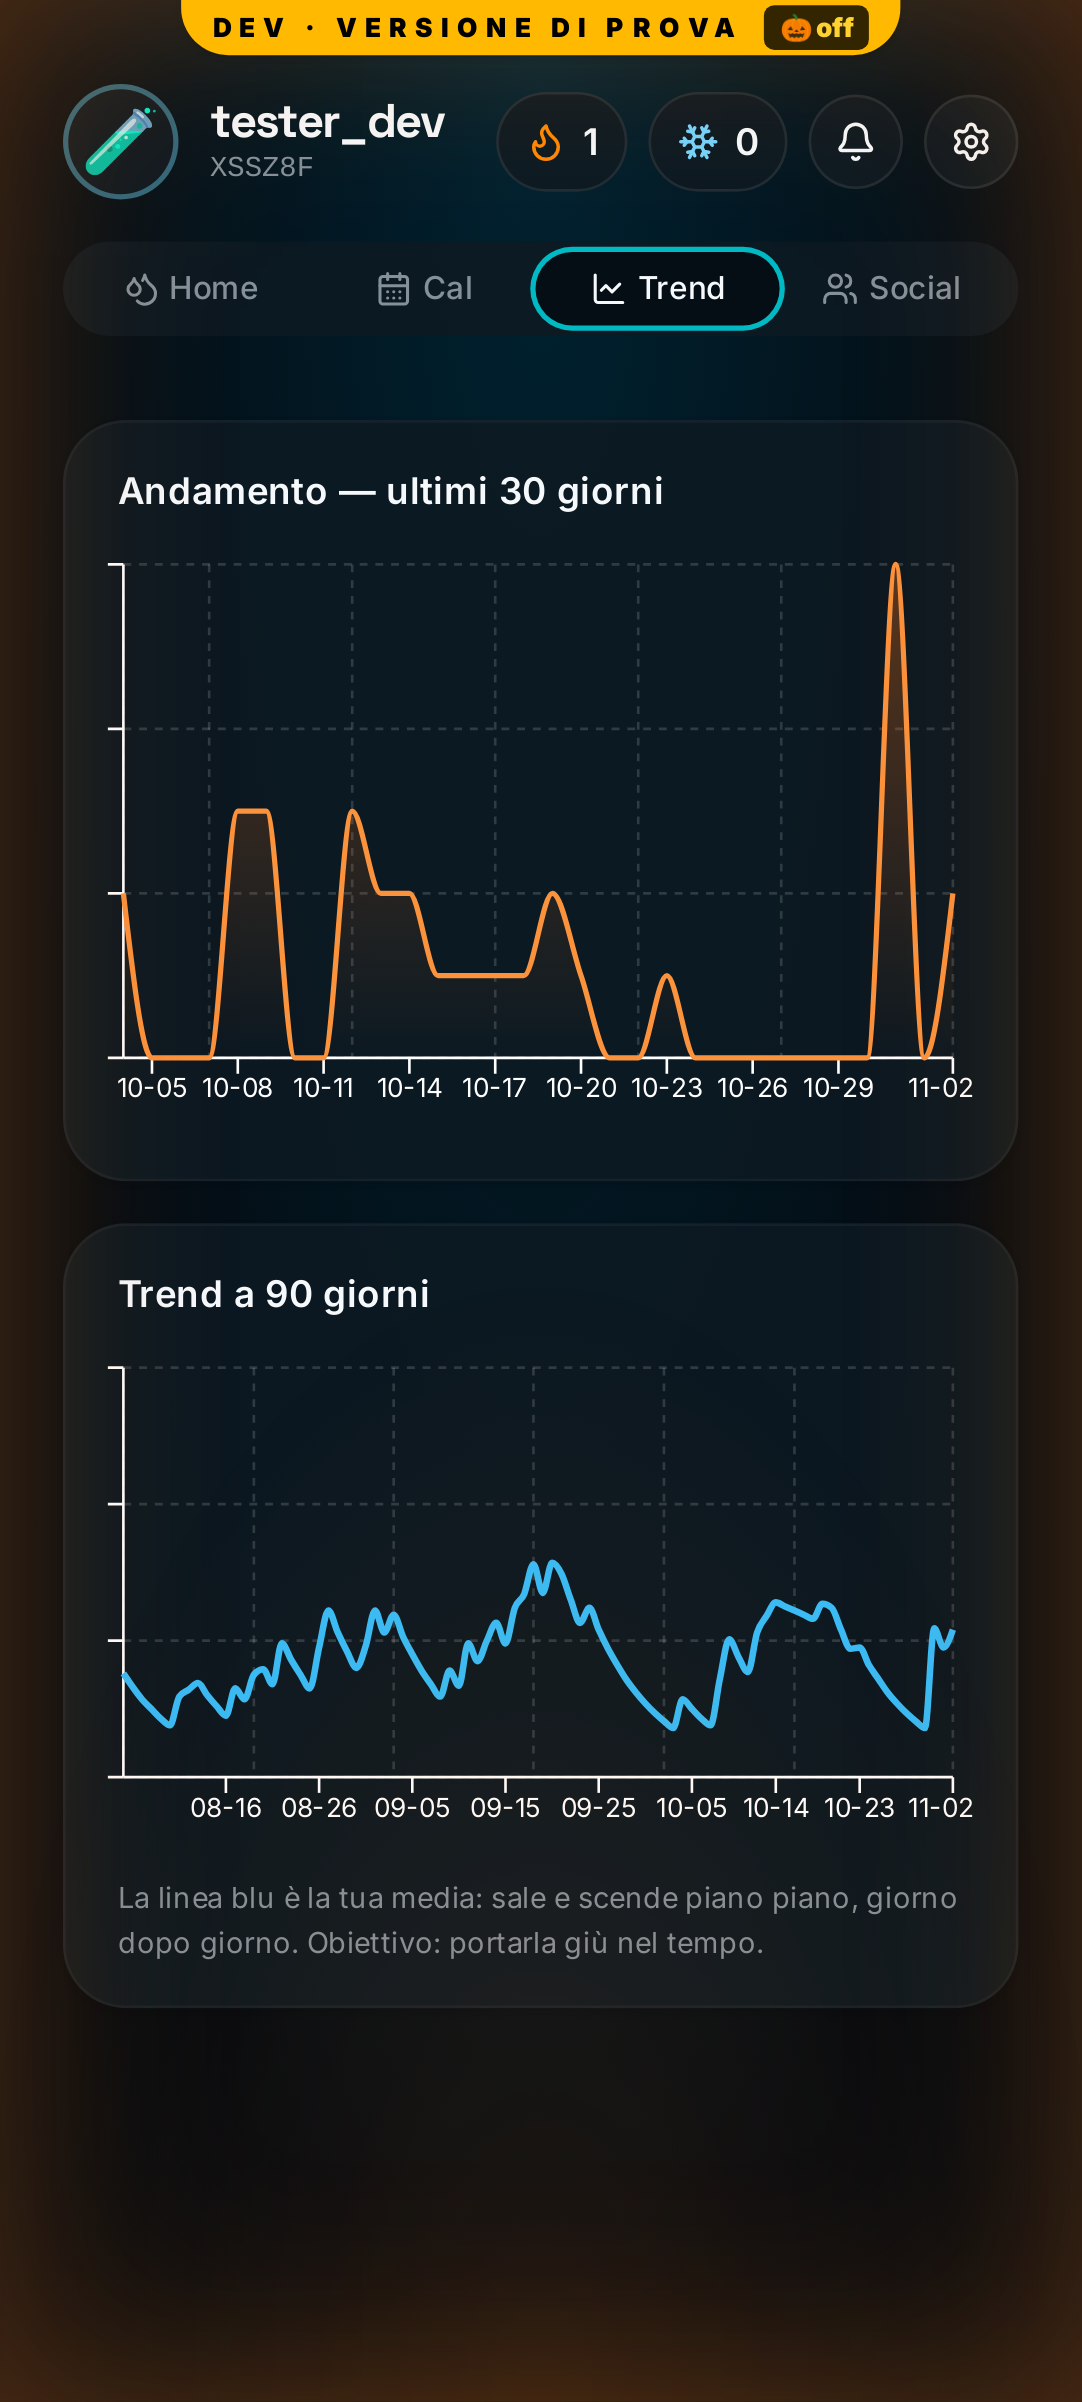 DEV · VERSIONE DI PROVA 🎃 off
tester_dev
XSSZ8F
1
0
Home
Cal
Trend
Social
Andamento — ultimi 30 giorni
10-05 10-08 10-11 10-14 10-17 10-20 10-23 10-26 10-29 11-02
Trend a 90 giorni
08-16 08-26 09-05 09-15 09-25 10-05 10-14 10-23 11-02
La linea blu è la tua media: sale e scende piano piano, giorno
dopo giorno. Obiettivo: portarla giù nel tempo.